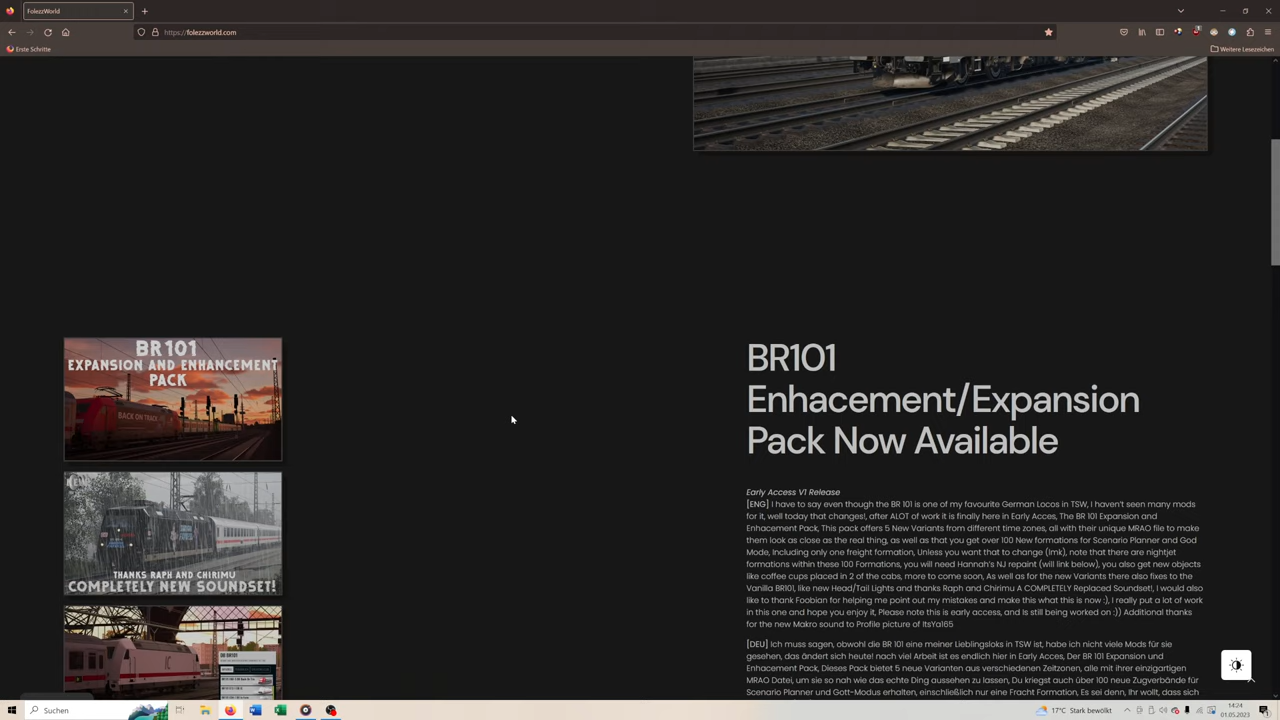 FolezzWorld
https://folezzworld.com
Erste Schritte
Weitere Lesezeichen
BR101
EXPANSION AND ENHANCEMENT
PACK
BACK ON TRACK
THANKS RAPH AND CHIRIMU
COMPLETELY NEW SOUNDSET!
BR101
Enhacement/Expansion
Pack Now Available
Early Access V1 Release
[ENG] I have to say even though the BR 101 is one of my favourite German Locos in TSW, I haven't seen many mods
for it, well today that changes!, after ALOT of work it is finally here in Early Acces, The BR 101 Expansion and
Enhacement Pack, This pack offers 5 New Variants from different time zones, all with their unique MRAO file to make
them look as close as the real thing, as well as that you get over 100 New formations for Scenario Planner and God
Mode, Including only one freight formation, Unless you want that to change (lmk), note that there are nightjet
formations within these 100 Formations, you will need Hannah's NJ repaint (will link below), you also get new objects
like coffee cups placed in 2 of the cabs, more to come soon, As well as for the new Variants there also fixes to the
Vanilla BR101, like new Head/Tail Lights and thanks Raph and Chirimu A COMPLETELY Replaced Soundset!, I would also
like to thank Foobian for helping me point out my mistakes and make this what this is now :), I really put a lot of work
in this one and hope you enjoy it, Please note this is early access, and is still being worked on :)) Additional thanks
for the new Makro sound to Profile picture of ItsYa165
[DEU] Ich muss sagen, obwohl die BR 101 eine meiner Lieblingsloks in TSW ist, habe ich nicht viele Mods für sie
gesehen, das ändert sich heute! nach viel Arbeit ist es endlich hier in Early Acces, Der BR 101 Expansion und
Enhacement Pack, Dieses Pack bietet 5 neue Varianten aus verschiedenen Zeitzonen, alle mit ihrer einzigartigen
MRAO Datei, um sie so nah wie das echte Ding aussehen zu lassen, Du kriegst auch über 100 neue Zugverbände für
Scenario Planner und Gott-Modus erhalten, einschließlich nur eine Fracht Formation, Es sei denn, Ihr wollt, dass sich
Suchen
17°C Stark bewölkt
14:24
01.05.2023